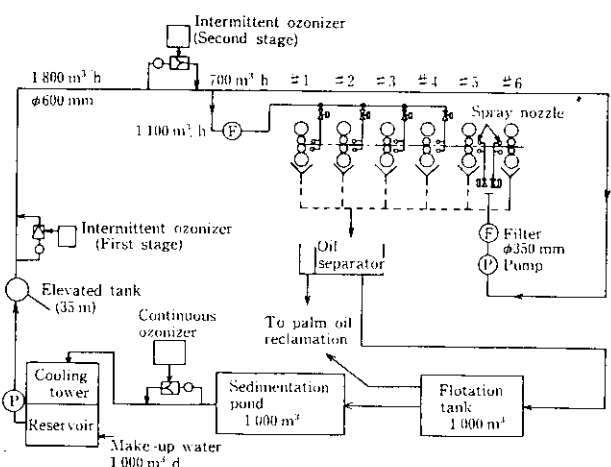 Intermittent ozonizer
(Second stage)
1 800 m³ h
φ600 mm
700 m³ h
#1 #2 #3 #4 #5 #6
1 100 m³, h
F
Spray nozzle
Intermittent ozonizer
(First stage)
F
Filter
φ350 mm
P
Pump
Oil
separator
Elevated tank
(35 m)
Continuous
ozonizer
To palm oil
reclamation
P
Cooling
tower
Reservoir
Sedimentation
pond
1 000 m³
Flotation
tank
1 000 m³
Make-up water
1 000 m³ d